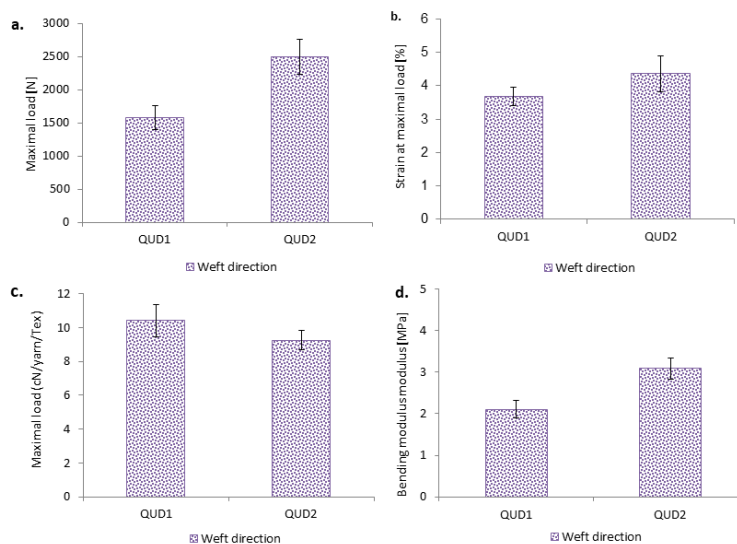 a.
Maximal load [N]
3000
2500
2000
1500
1000
500
0
QUD1 QUD2
Weft direction
b.
Strain at maximal load [%]
6
5
4
3
2
1
0
QUD1 QUD2
Weft direction
c.
Maximal load (cN/yarn/Tex)
12
10
8
6
4
2
0
QUD1 QUD2
Weft direction
d.
Bending modulus modulus [MPa]
5
4
3
2
1
0
QUD1 QUD2
Weft direction